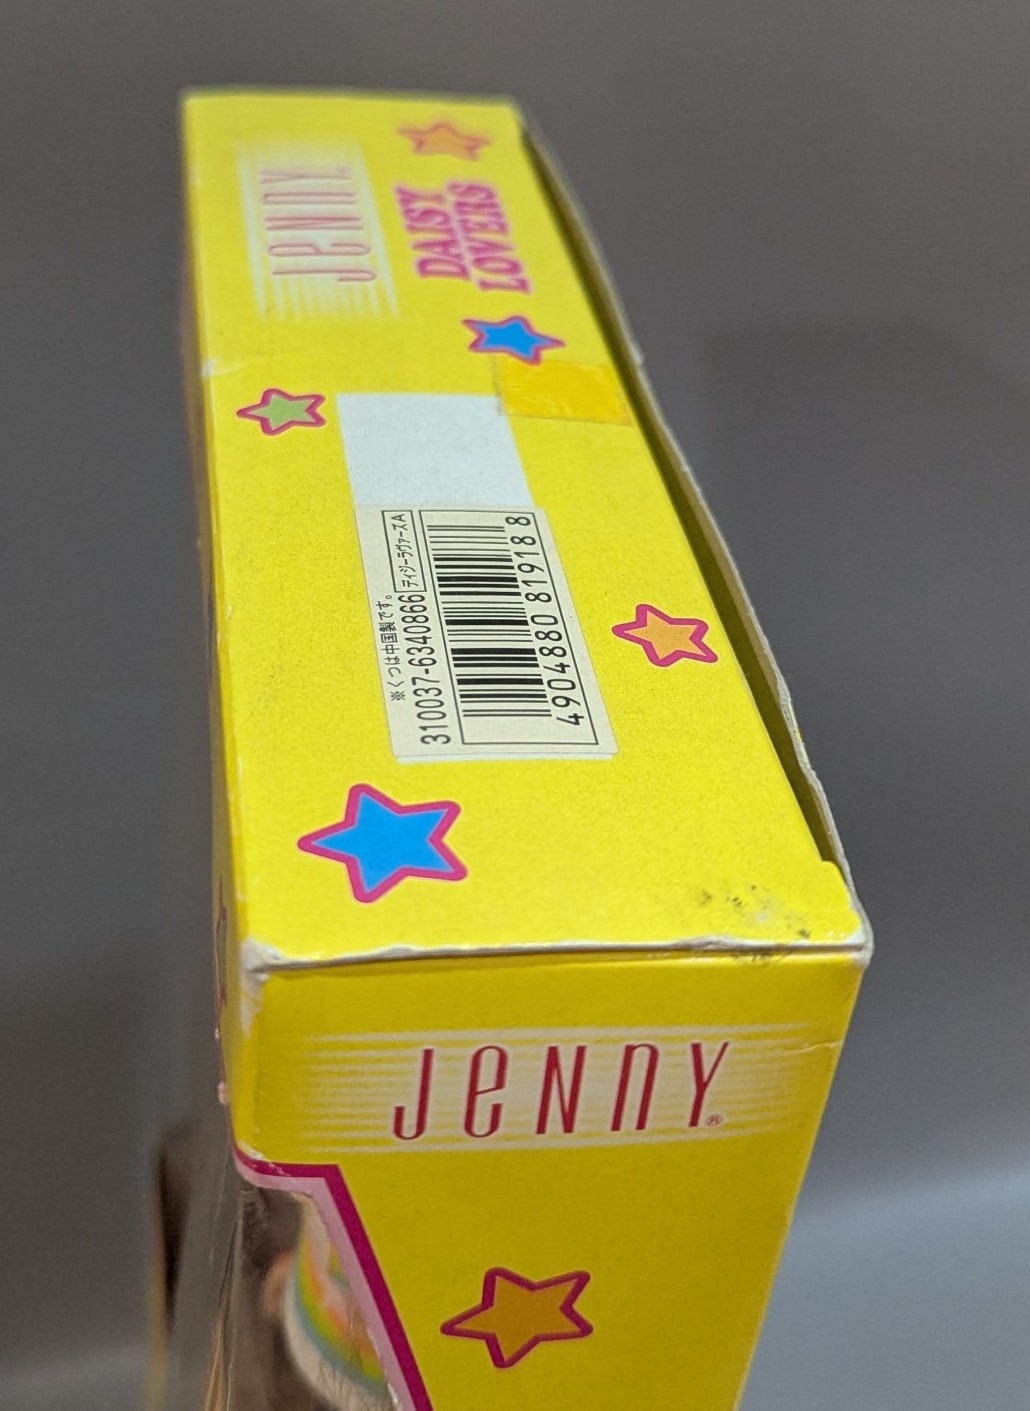 JeNNY
DAISY
LOVERS
※くつは中国製です。
310037-6340866 ディジーラヴァーズA
4904880 819188
JeNNY®